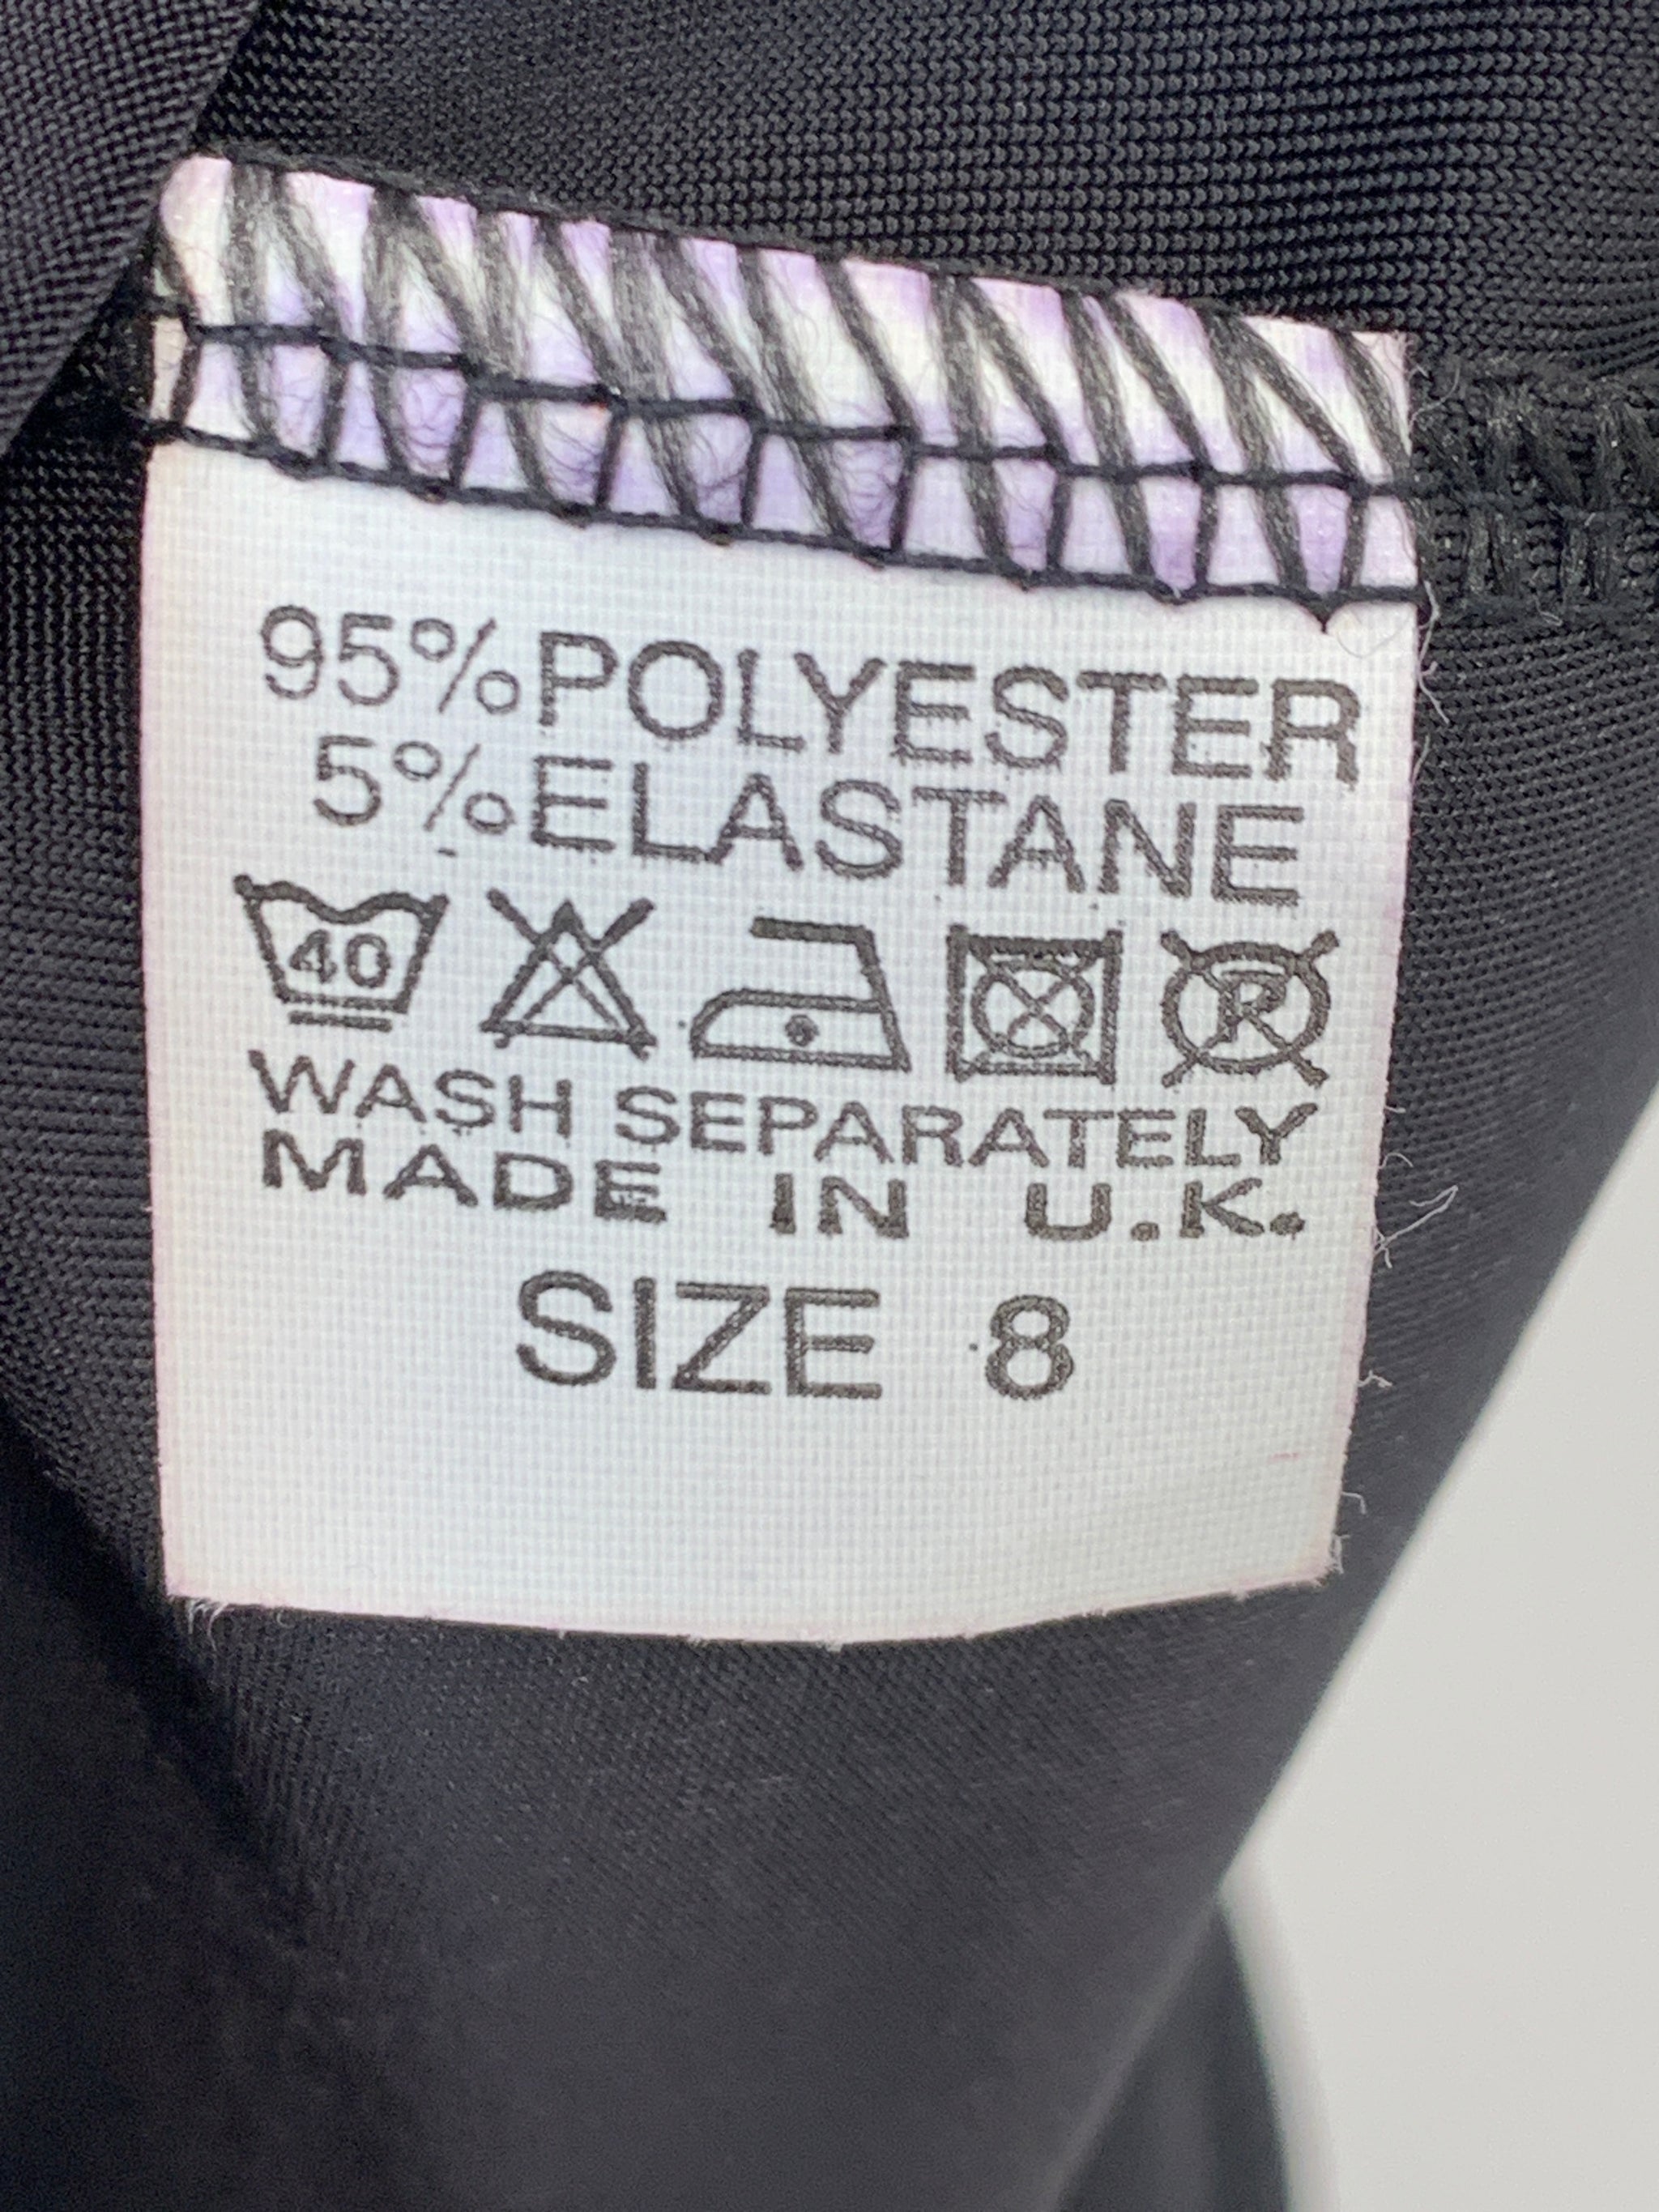 95%POLYESTER
5%ELASTANE
40 R
WASH SEPARATELY
MADE IN U.K.
SIZE 8